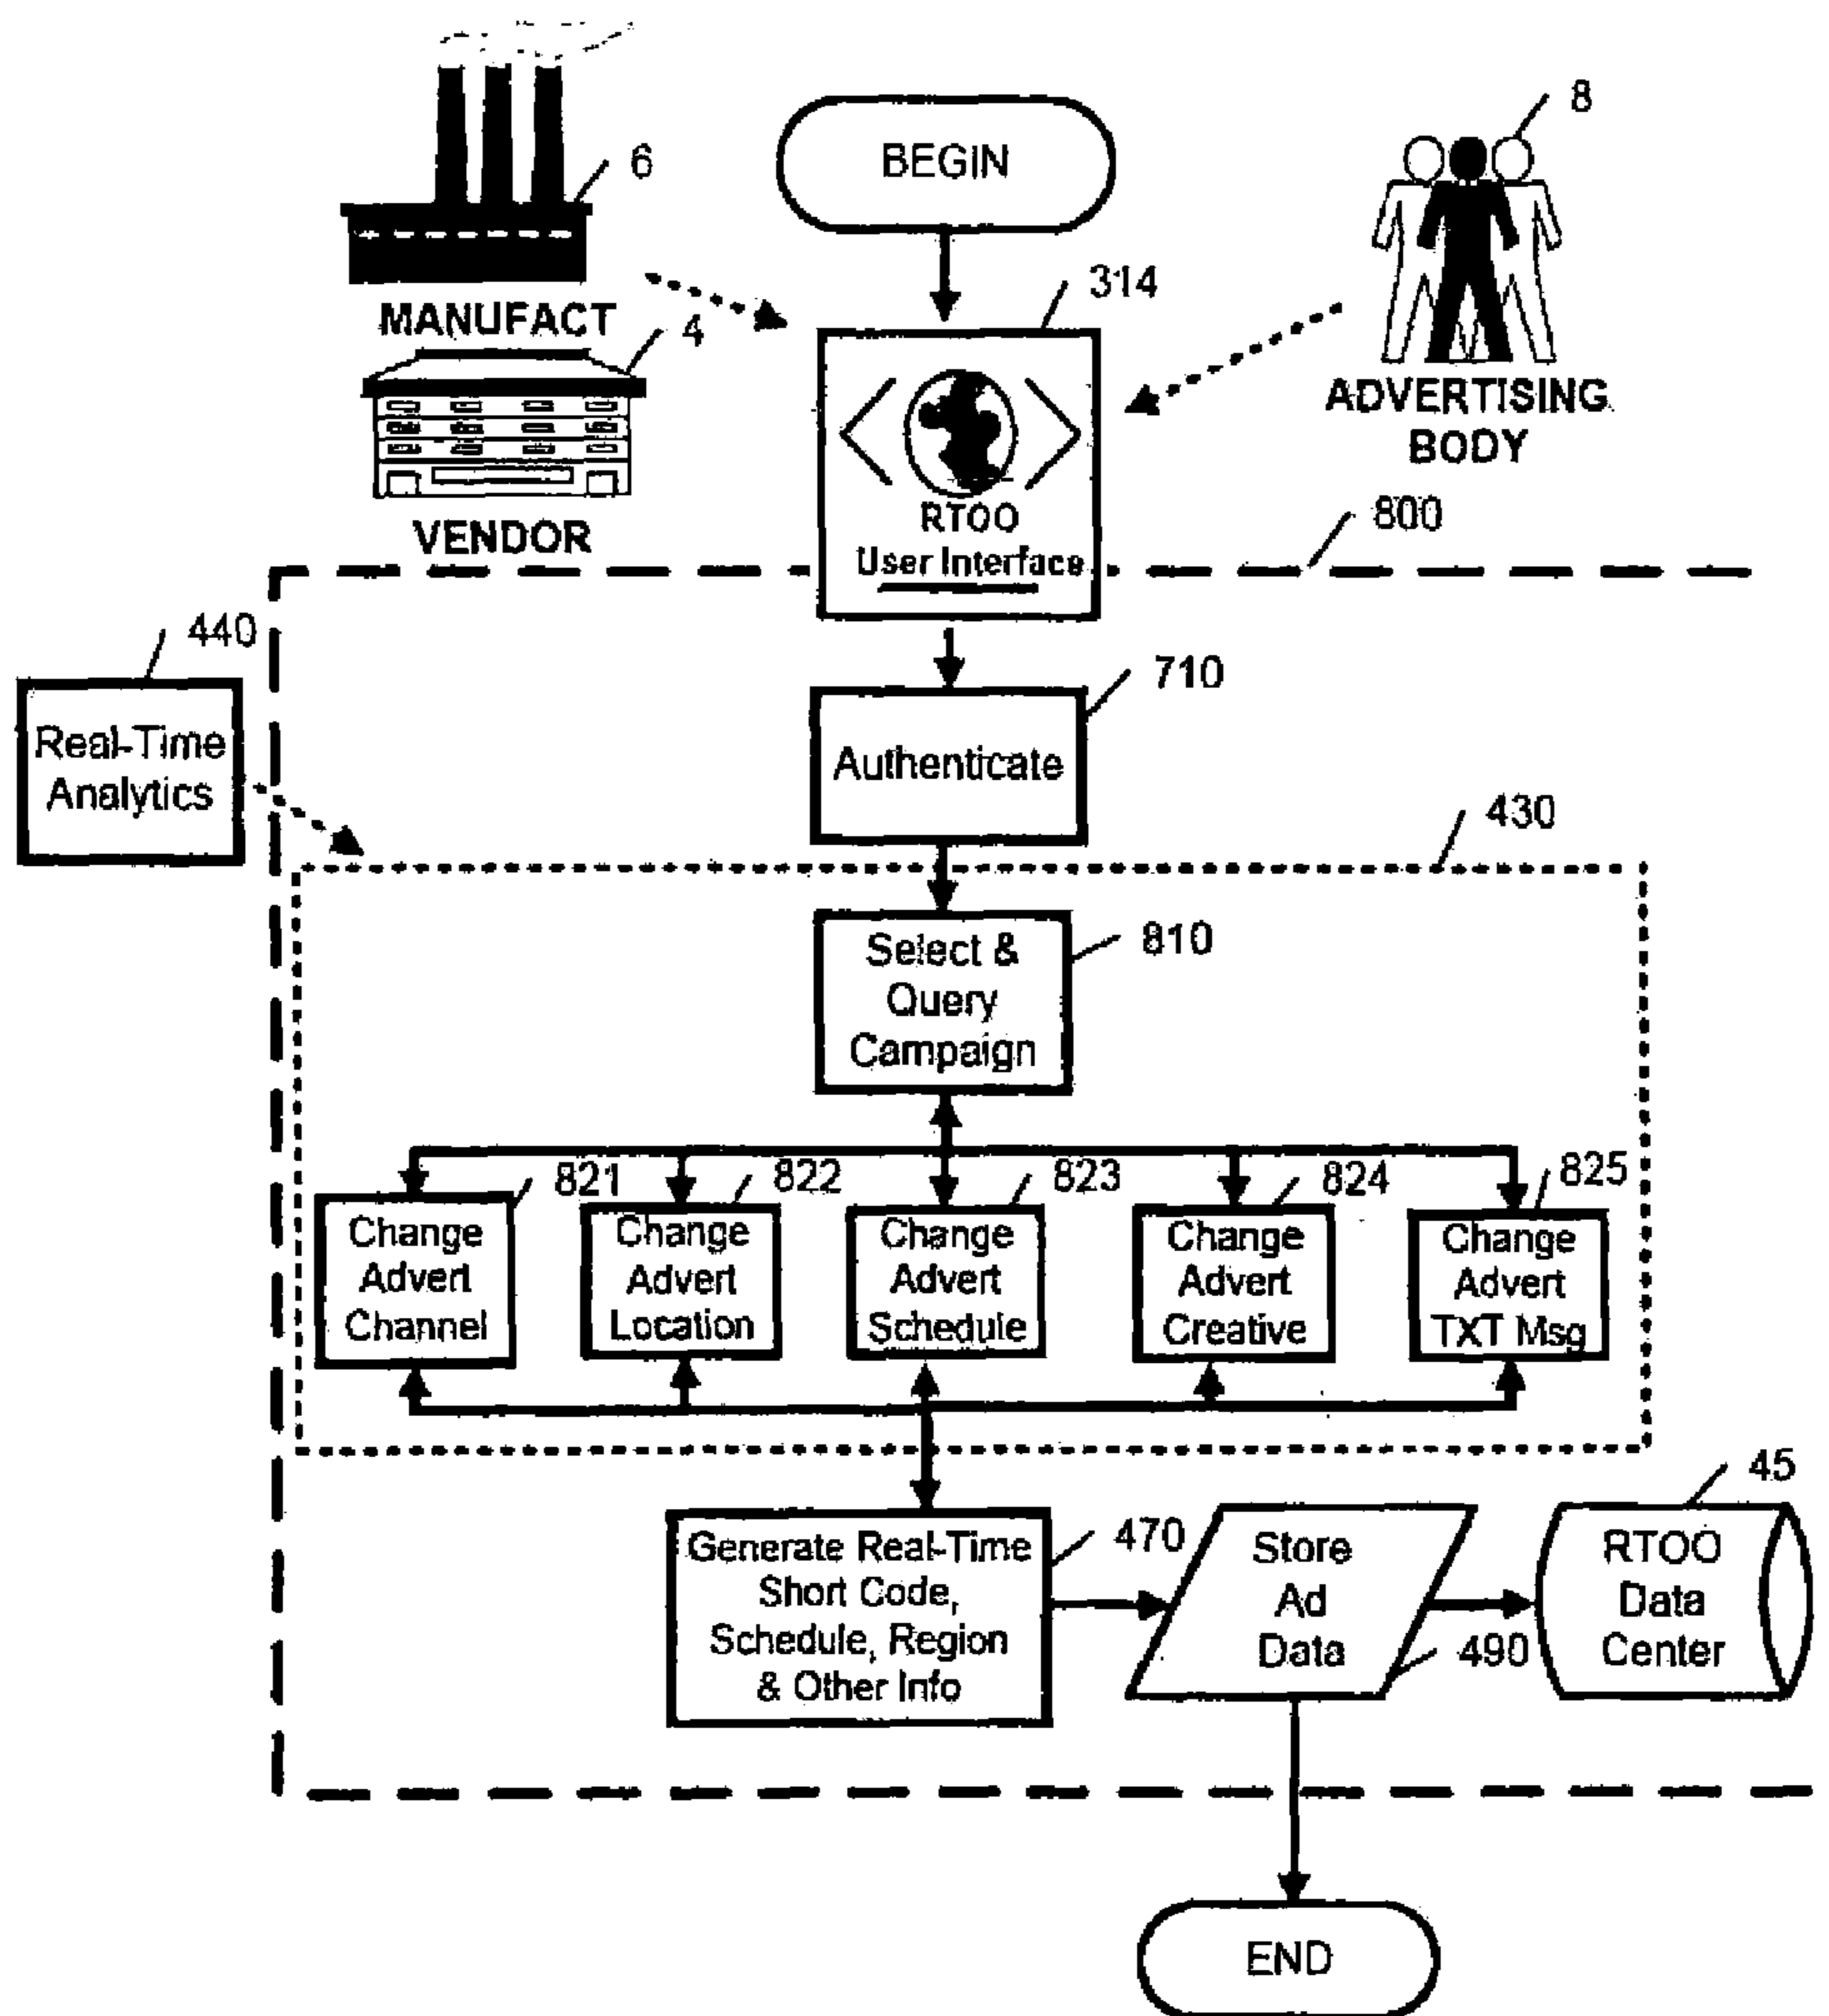 8
6
BEGIN
314
MANUFACT
4
ADVERTISING
BODY
RTOO
User Interface
VENDOR
800
440
Real-Time
Analytics
710
Authenticate
430
Select &
Query
Campaign
810
821
822
823
824
825
Change
Advert
Channel
Change
Advert
Location
Change
Advert
Schedule
Change
Advert
Creative
Change
Advert
TXT Msg
45
Generate Real-Time
Short Code,
Schedule, Region
& Other Info
470
Store
Ad
Data
490
RTOO
Data
Center
END